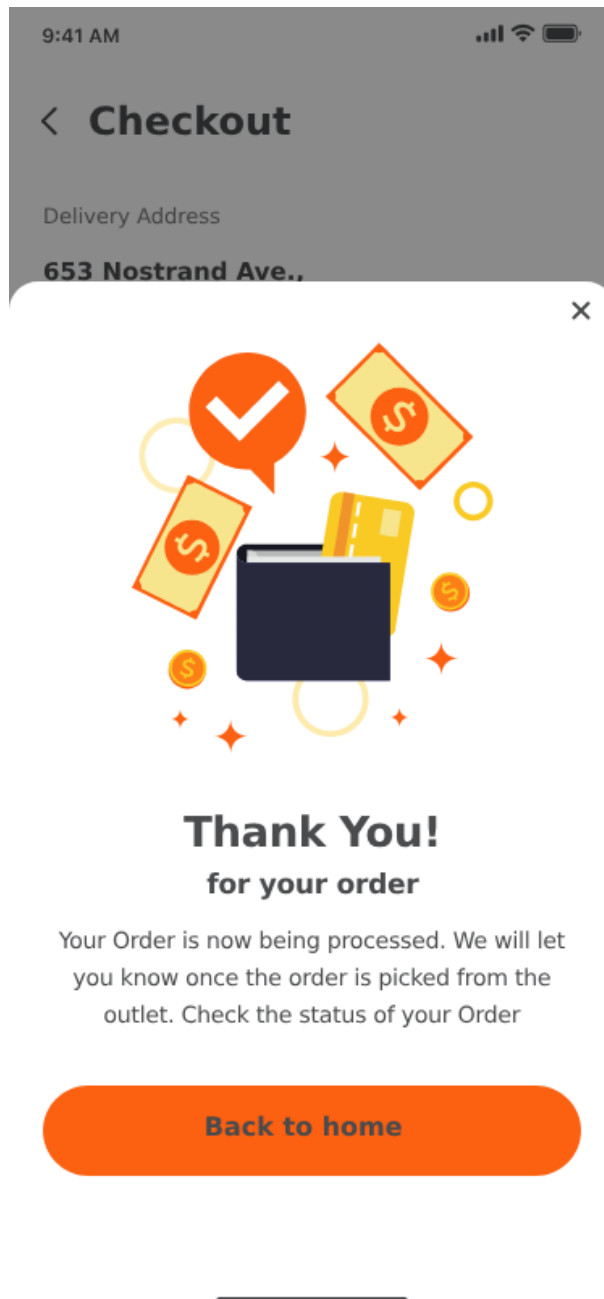 9:41 AM
Checkout
Delivery Address
653 Nostrand Ave.,
$
$
$
$
Thank You!
for your order
Your Order is now being processed. We will let
you know once the order is picked from the
outlet. Check the status of your Order
Back to home